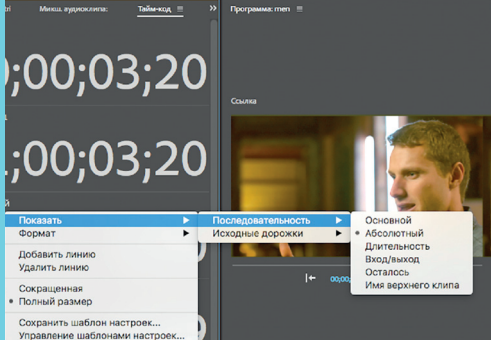 Микш. аудиоклипа: Тайм-код
Программа: men
;00;03;20
Ссылка
;00;03;20
Показать
Формат
Добавить линию
Удалить линию
Сокращенная
Полный размер
Сохранить шаблон настроек...
Управление шаблонами настроек...
Последовательность
Исходные дорожки
Основной
Абсолютный
Длительность
Вход/выход
Осталось
Имя верхнего клипа